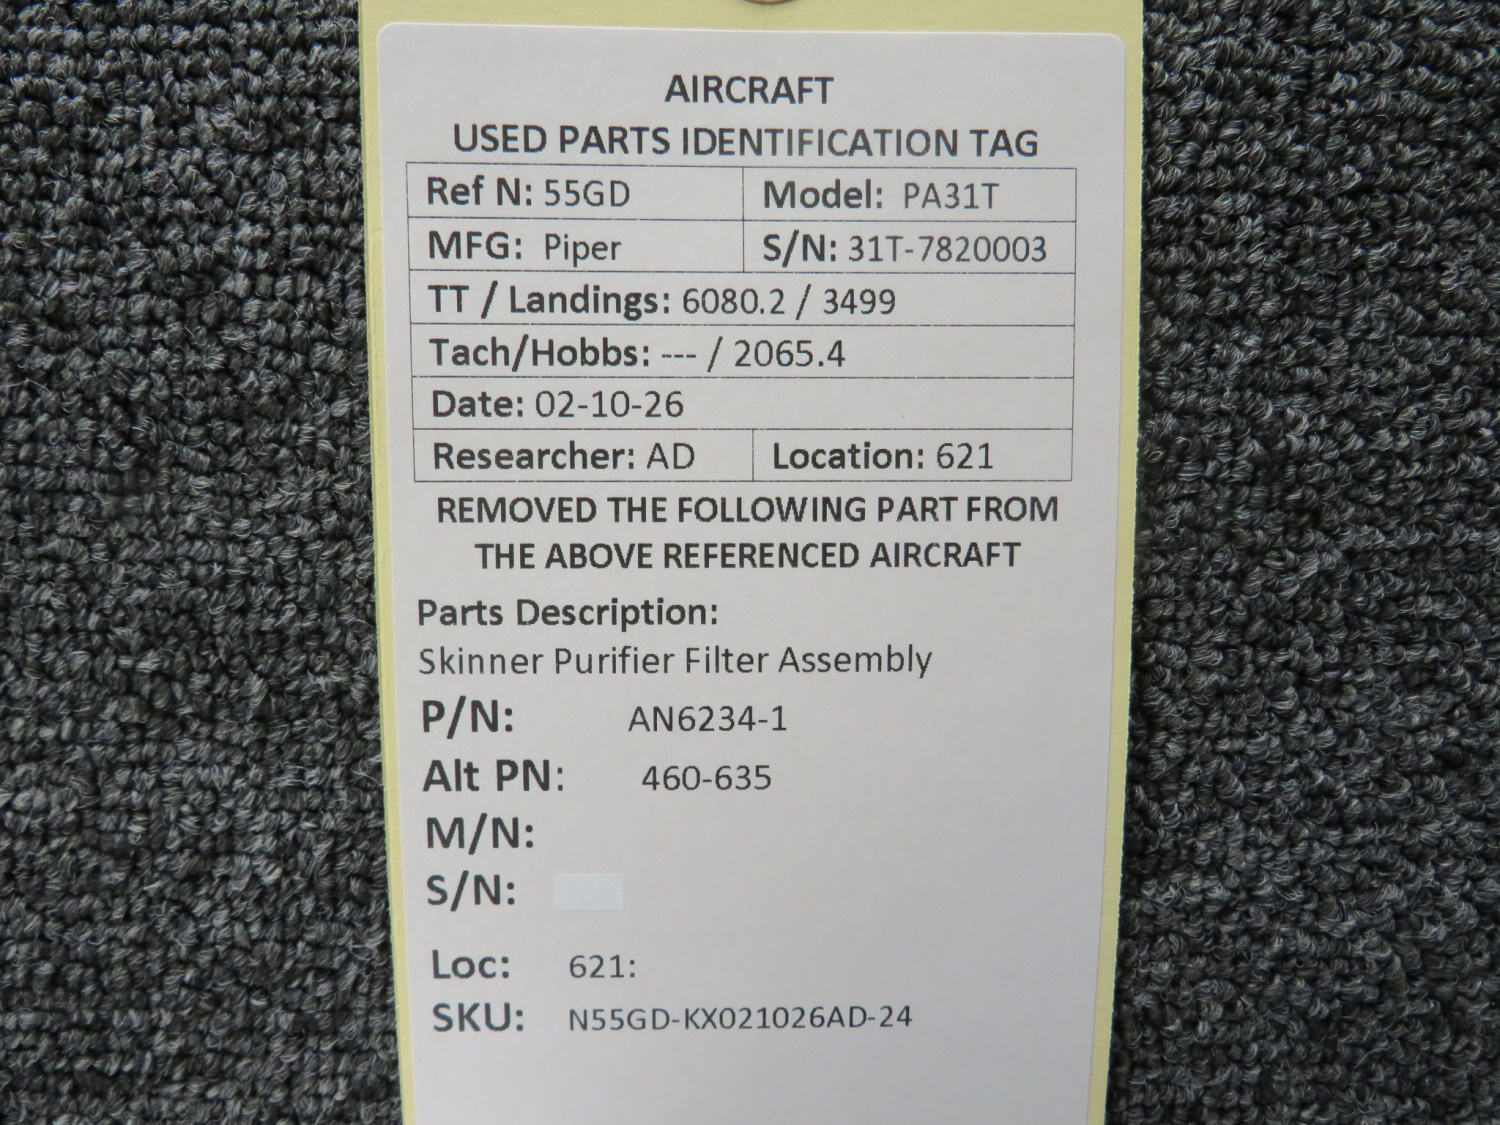 AIRCRAFT
USED PARTS IDENTIFICATION TAG
Ref N: 55GD Model: PA31T
MFG: Piper S/N: 31T-7820003
TT / Landings: 6080.2 / 3499
Tach/Hobbs: --- / 2065.4
Date: 02-10-26
Researcher: AD Location: 621
REMOVED THE FOLLOWING PART FROM
THE ABOVE REFERENCED AIRCRAFT
Parts Description:
Skinner Purifier Filter Assembly
P/N: AN6234-1
Alt PN: 460-635
M/N:
S/N:
Loc: 621:
SKU: N55GD-KX021026AD-24